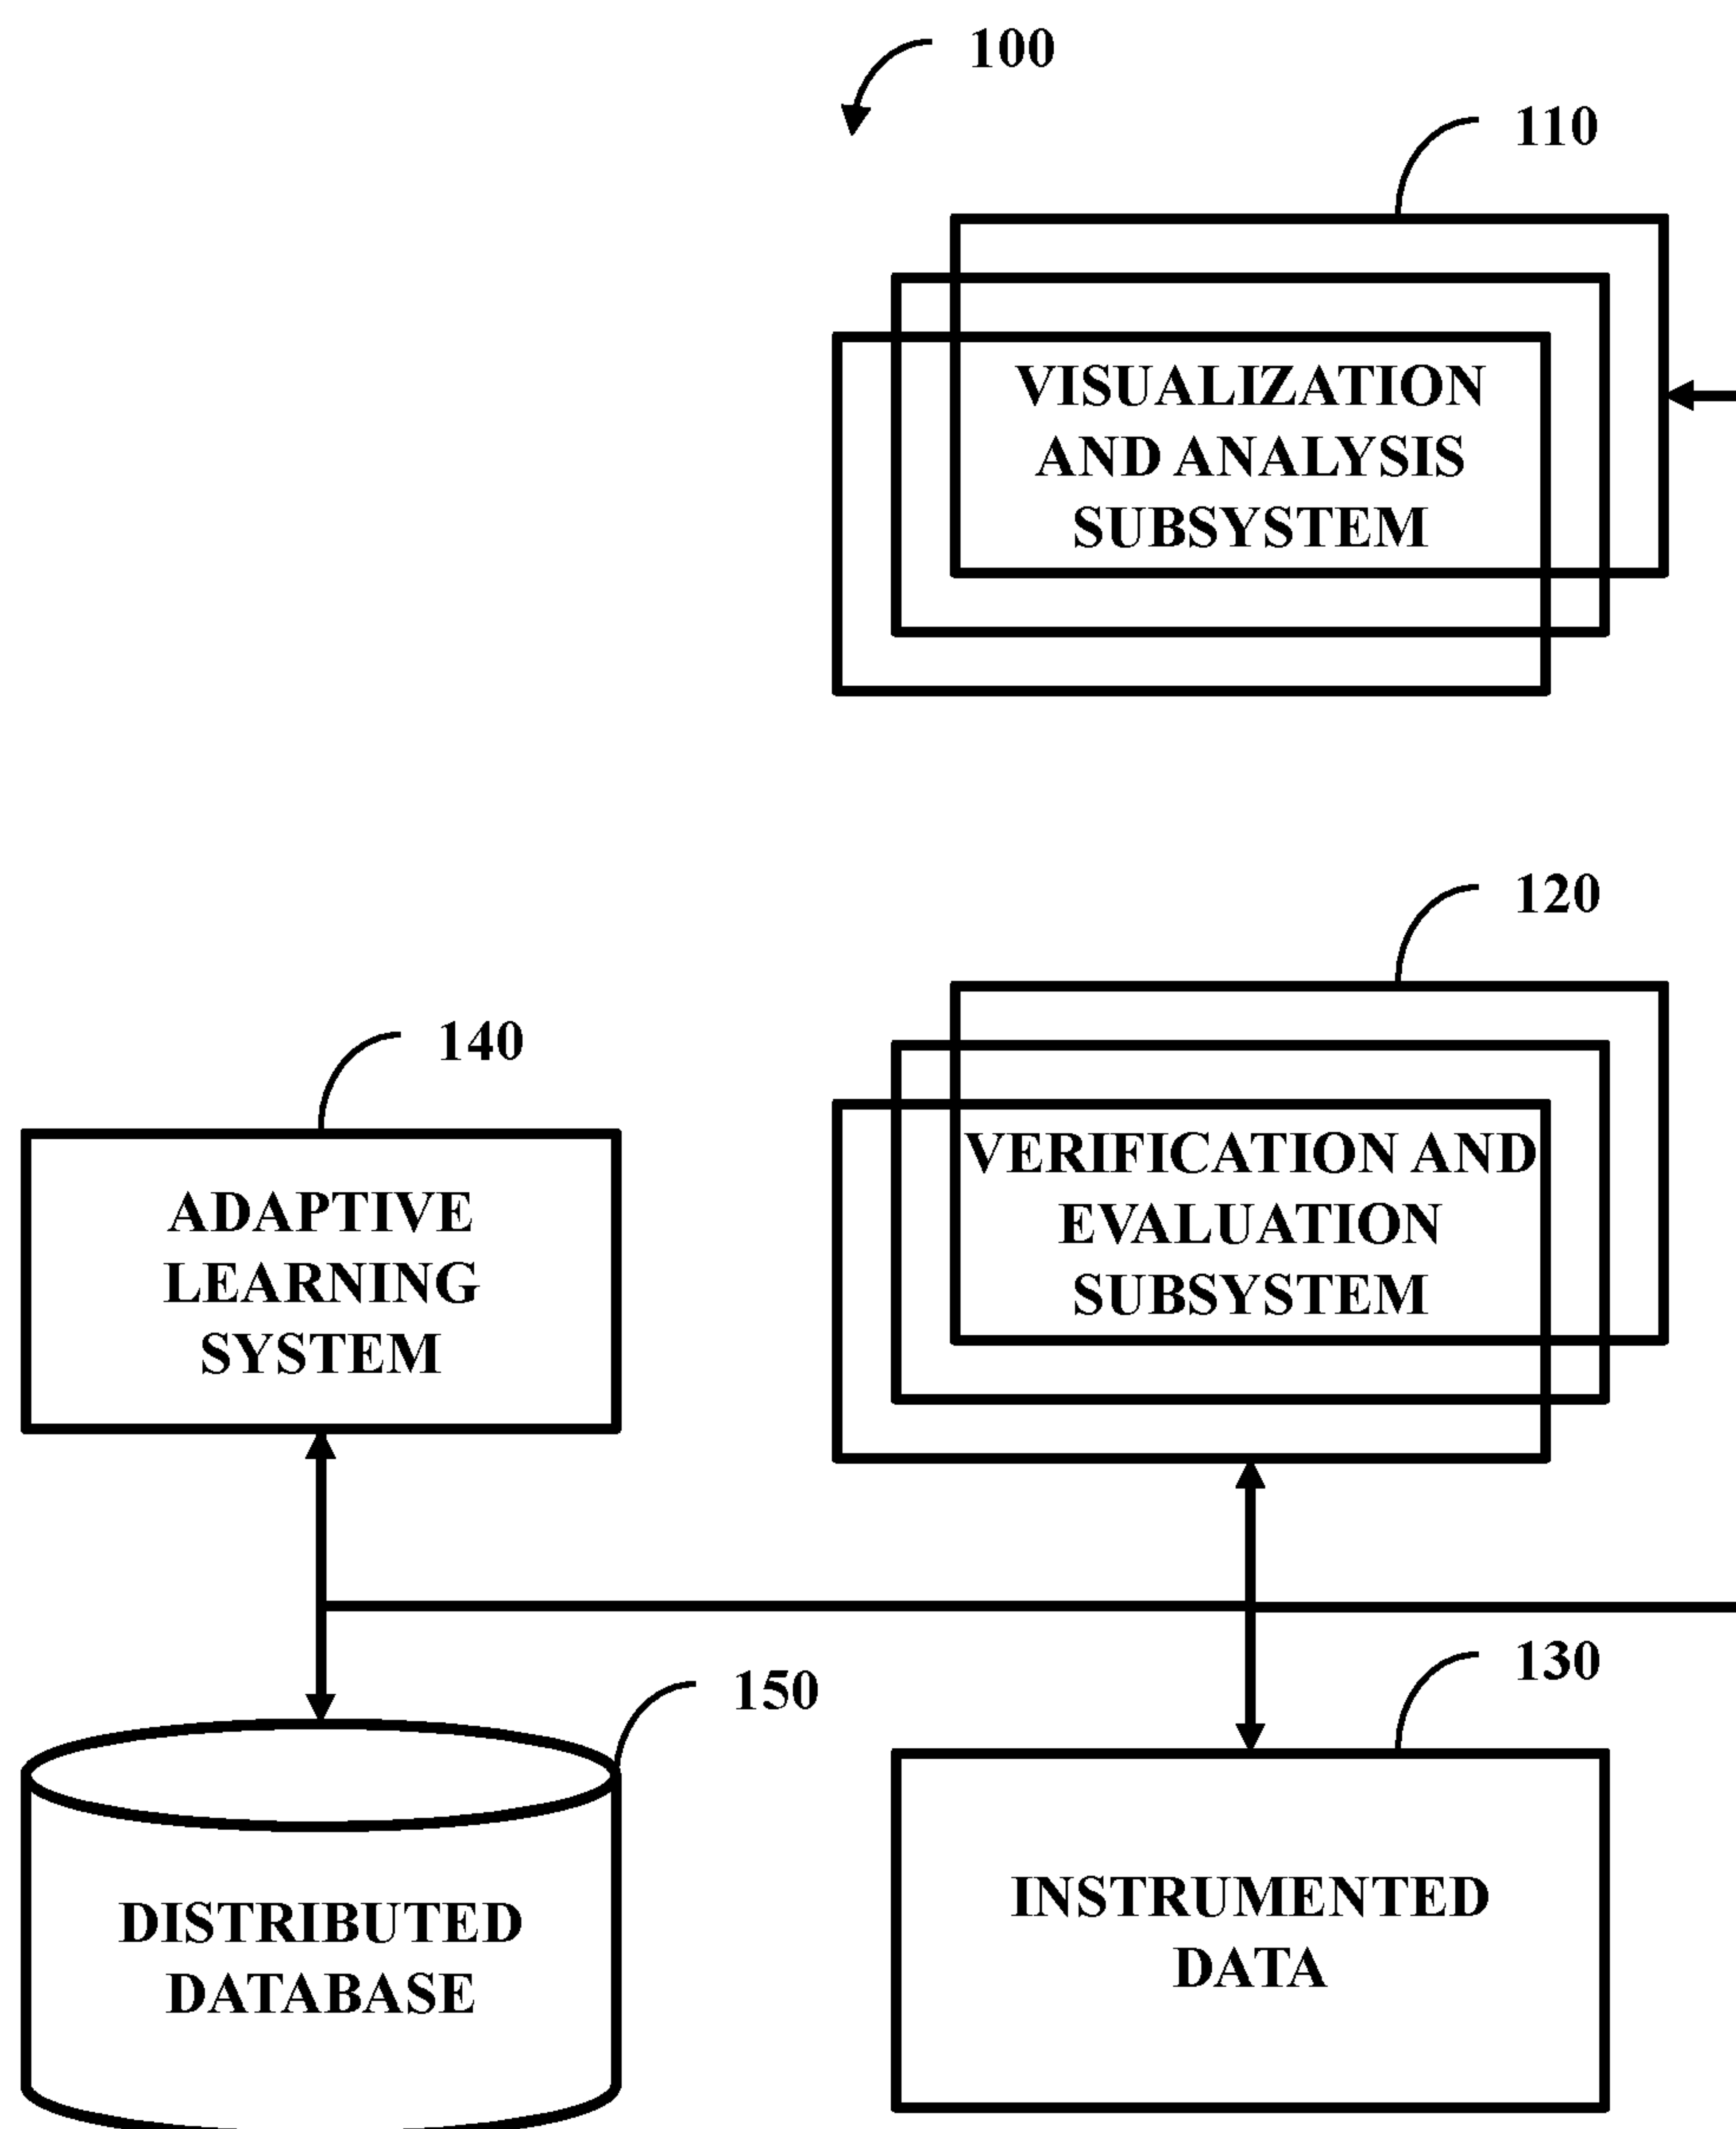 100
110
VISUALIZATION
AND ANALYSIS
SUBSYSTEM
120
140
VERIFICATION AND
EVALUATION
SUBSYSTEM
ADAPTIVE
LEARNING
SYSTEM
130
150
INSTRUMENTED
DATA
DISTRIBUTED
DATABASE